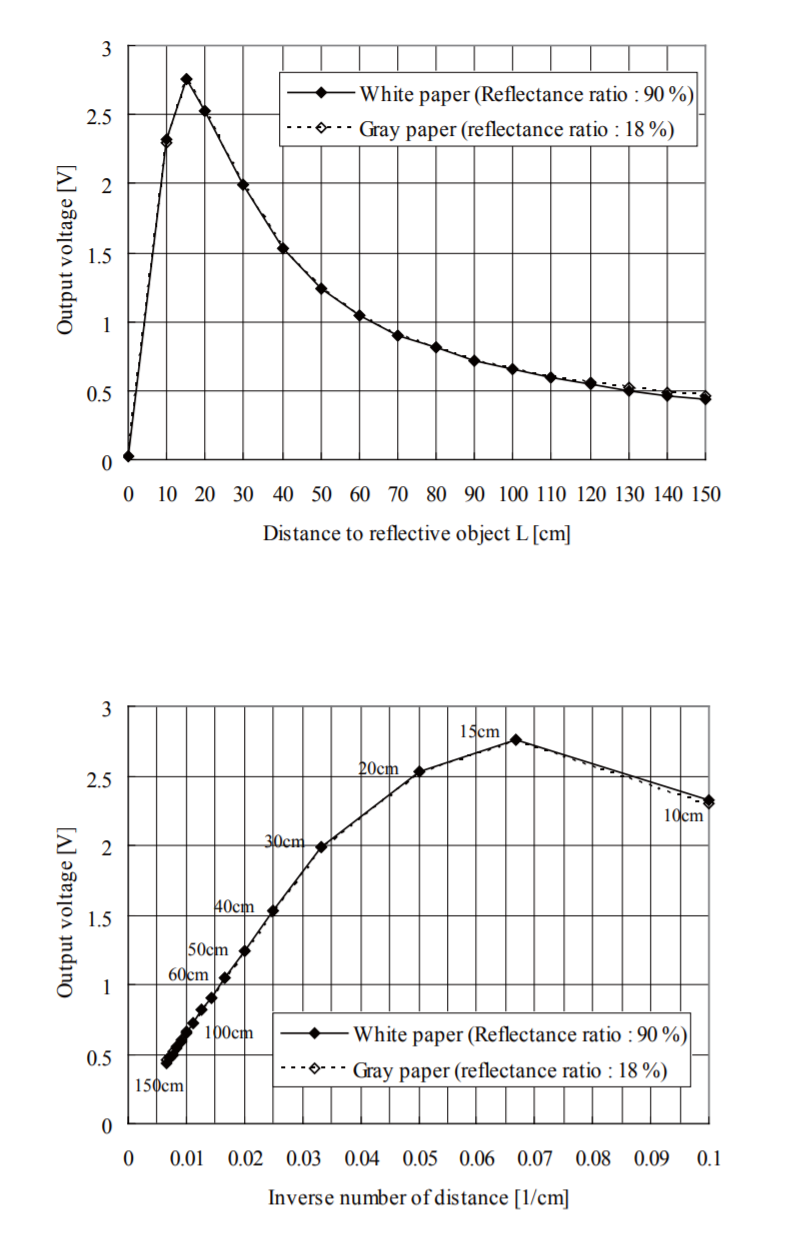 3
2.5
2
1.5
1
0.5
0
Output voltage [V]
White paper (Reflectance ratio : 90 %)
Gray paper (reflectance ratio : 18 %)
0 10 20 30 40 50 60 70 80 90 100 110 120 130 140 150
Distance to reflective object L [cm]
3
2.5
2
1.5
1
0.5
0
Output voltage [V]
15cm
20cm
10cm
30cm
40cm
50cm
60cm
100cm
150cm
White paper (Reflectance ratio : 90 %)
Gray paper (reflectance ratio : 18 %)
0 0.01 0.02 0.03 0.04 0.05 0.06 0.07 0.08 0.09 0.1
Inverse number of distance [1/cm]